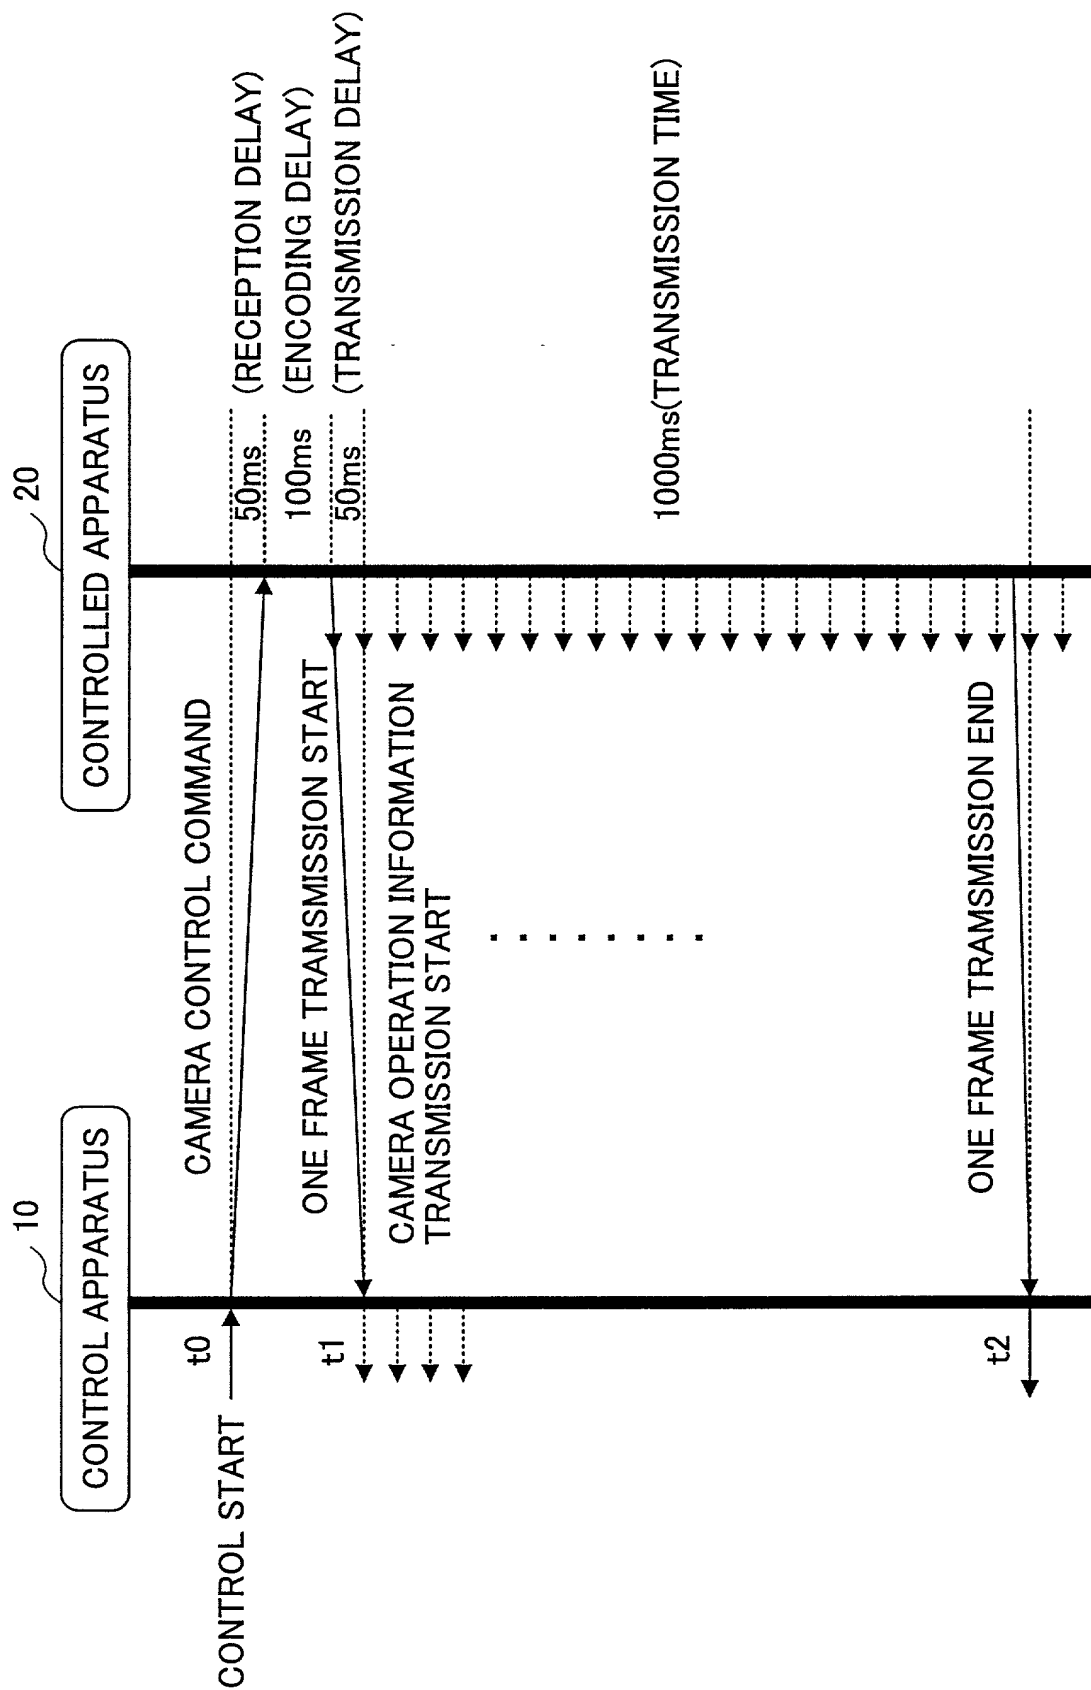 10
20
CONTROL APPARATUS
CONTROLLED APPARATUS
CAMERA CONTROL COMMAND
t0
CONTROL START
50ms (RECEPTION DELAY)
100ms (ENCODING DELAY)
ONE FRAME TRAMSMISSION START
t1
50ms (TRANSMISSION DELAY)
CAMERA OPERATION INFORMATION
TRANSMISSION START
1000ms(TRANSMISSION TIME)
ONE FRAME TRAMSMISSION END
t2